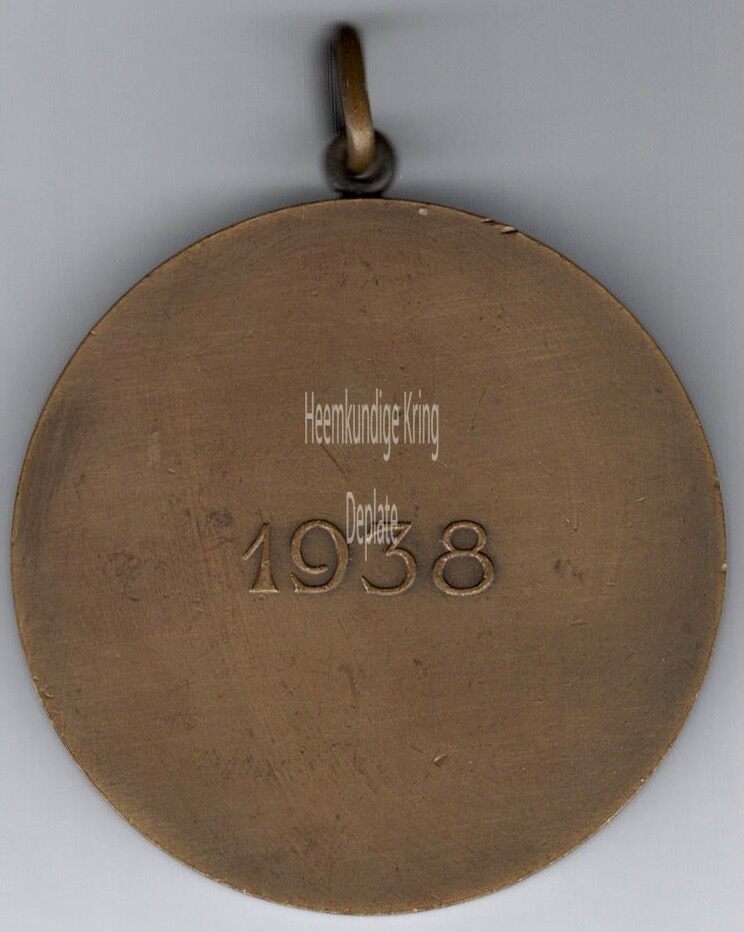 Heemkundige Kring
Deplate
1938